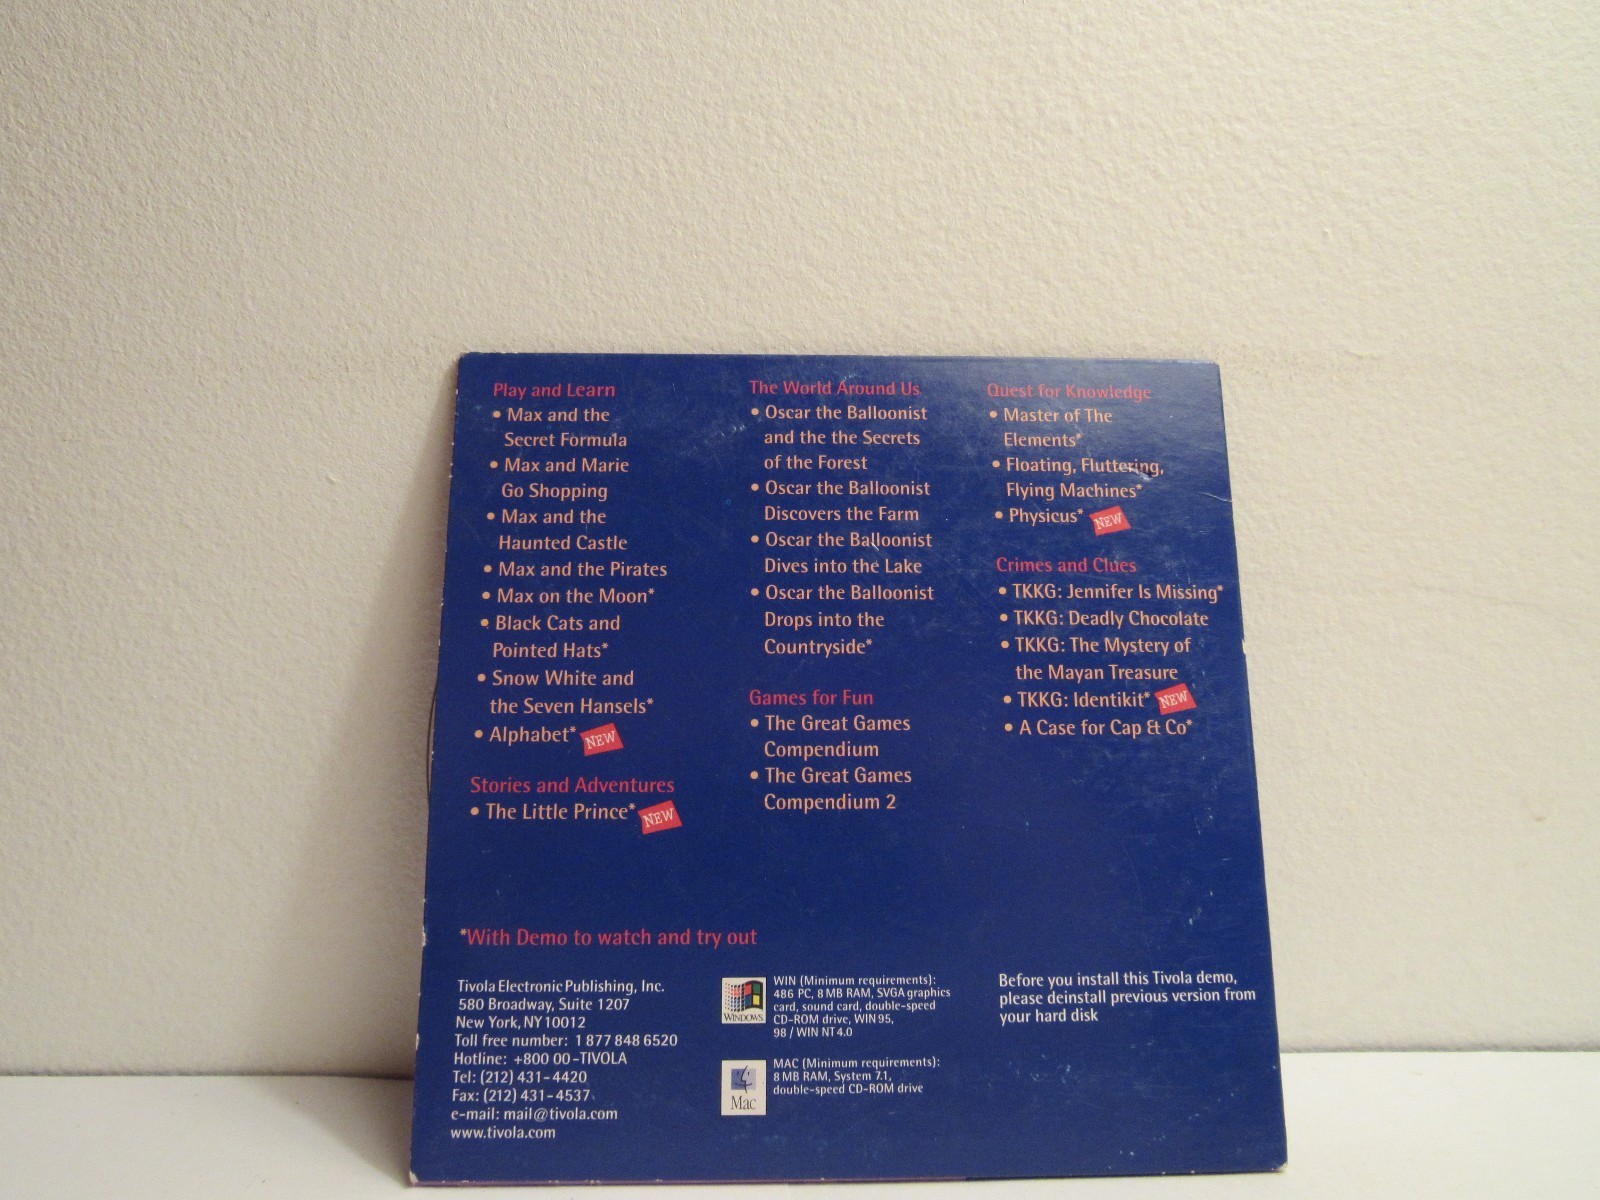 Play and Learn
• Max and the
Secret Formula
• Max and Marie
Go Shopping
• Max and the
Haunted Castle
• Max and the Pirates
• Max on the Moon*
• Black Cats and
Pointed Hats*
• Snow White and
the Seven Hansels*
• Alphabet* NEW
Stories and Adventures
• The Little Prince* NEW
The World Around Us
• Oscar the Balloonist
and the the Secrets
of the Forest
• Oscar the Balloonist
Discovers the Farm
• Oscar the Balloonist
Dives into the Lake
• Oscar the Balloonist
Drops into the
Countryside*
Games for Fun
• The Great Games
Compendium
• The Great Games
Compendium 2
Quest for Knowledge
• Master of The
Elements*
• Floating, Fluttering,
Flying Machines*
• Physicus* NEW
Crimes and Clues
• TKKG: Jennifer Is Missing*
• TKKG: Deadly Chocolate
• TKKG: The Mystery of
the Mayan Treasure
• TKKG: Identikit* NEW
• A Case for Cap & Co*
*With Demo to watch and try out
Tivola Electronic Publishing, Inc.
580 Broadway, Suite 1207
New York, NY 10012
Toll free number: 1 877 848 6520
Hotline: +800 00-TIVOLA
Tel: (212) 431-4420
Fax: (212) 431-4537
e-mail: mail@tivola.com
www.tivola.com
WINDOWS
WIN (Minimum requirements):
486 PC, 8 MB RAM, SVGA graphics
card, sound card, double-speed
CD-ROM drive, WIN 95,
98 / WIN NT 4.0
Mac
MAC (Minimum requirements):
8 MB RAM, System 7.1,
double-speed CD-ROM drive
Before you install this Tivola demo,
please deinstall previous version from
your hard disk